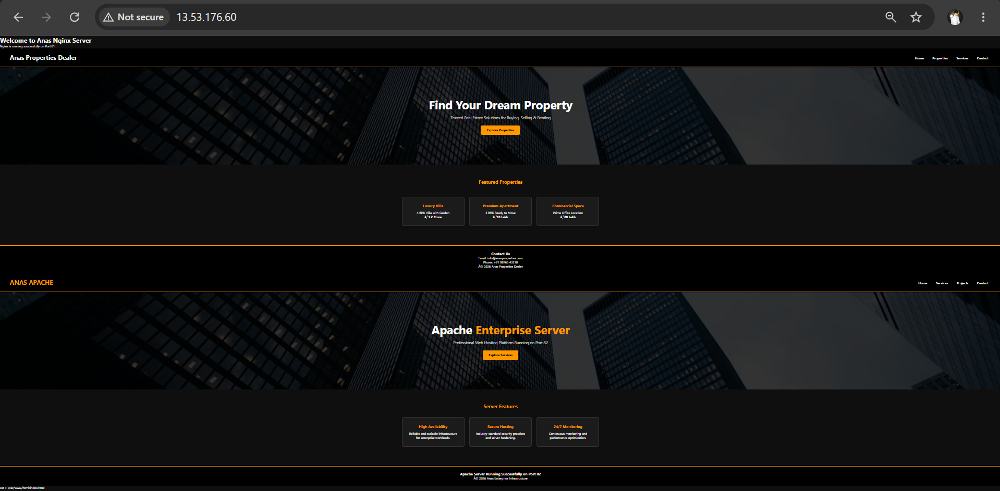 Not secure 13.53.176.60
Welcome to Anas Nginx Server
Nginx is running successfully on Port 81.
Anas Properties Dealer
Home Properties Services Contact
Find Your Dream Property
Trusted Real Estate Solutions for Buying, Selling & Renting
Explore Properties
Featured Properties
Luxury Villa
4 BHK Villa with Garden
â‚¹1.2 Crore
Premium Apartment
3 BHK Ready to Move
â‚¹65 Lakh
Commercial Space
Prime Office Location
â‚¹80 Lakh
Contact Us
Email: info@anasproperties.com
Phone: +91 98765 43210
Â© 2026 Anas Properties Dealer
ANAS APACHE
Home Services Projects Contact
Apache Enterprise Server
Professional Web Hosting Platform Running on Port 82
Explore Services
Server Features
High Availability
Reliable and scalable infrastructure
for enterprise workloads.
Secure Hosting
Industry-standard security practices
and server hardening.
24/7 Monitoring
Continuous monitoring and
performance optimization.
Apache Server Running Successfully on Port 82
Â© 2026 Anas Enterprise Infrastructure
cat > /var/www/html/index.html